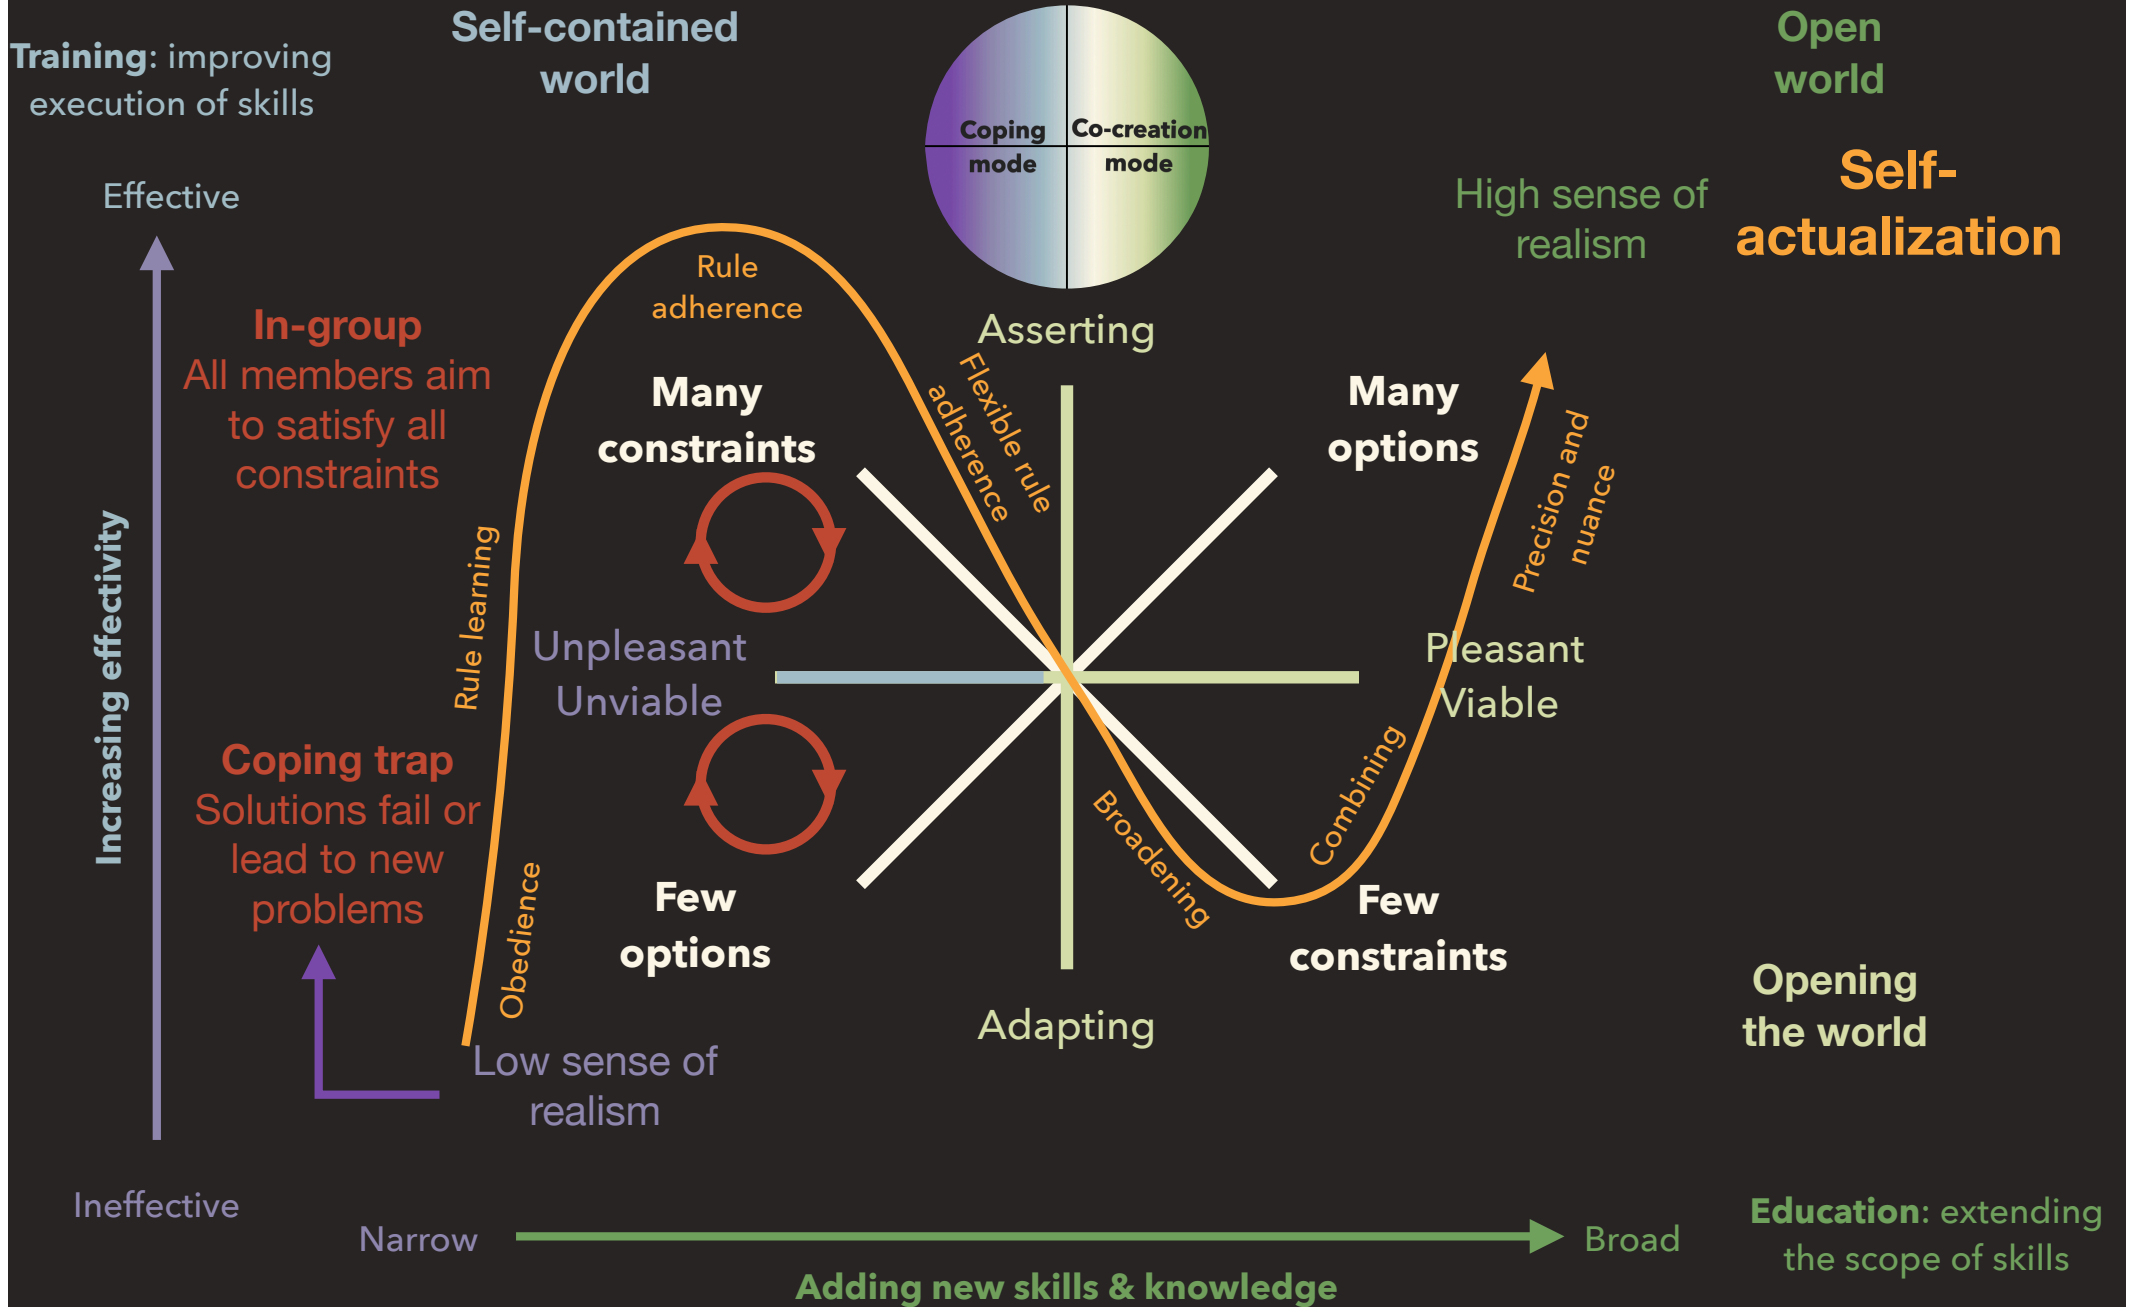 Training: improving
execution of skills
Self-contained
world
Coping
mode
Co-creation
mode
Open
world
Effective
High sense of
realism
Self-
actualization
Rule
adherence
In-group
All members aim
to satisfy all
constraints
Asserting
Many
constraints
Flexible rule
adherence
Many
options
Precision and
nuance
Rule learning
Increasing effectivity
Unpleasant
Unviable
Pleasant
Viable
Coping trap
Solutions fail or
lead to new
problems
Obedience
Broadening
Combining
Few
options
Few
constraints
Adapting
Opening
the world
Low sense of
realism
Ineffective
Narrow
Broad
Education: extending
the scope of skills
Adding new skills & knowledge